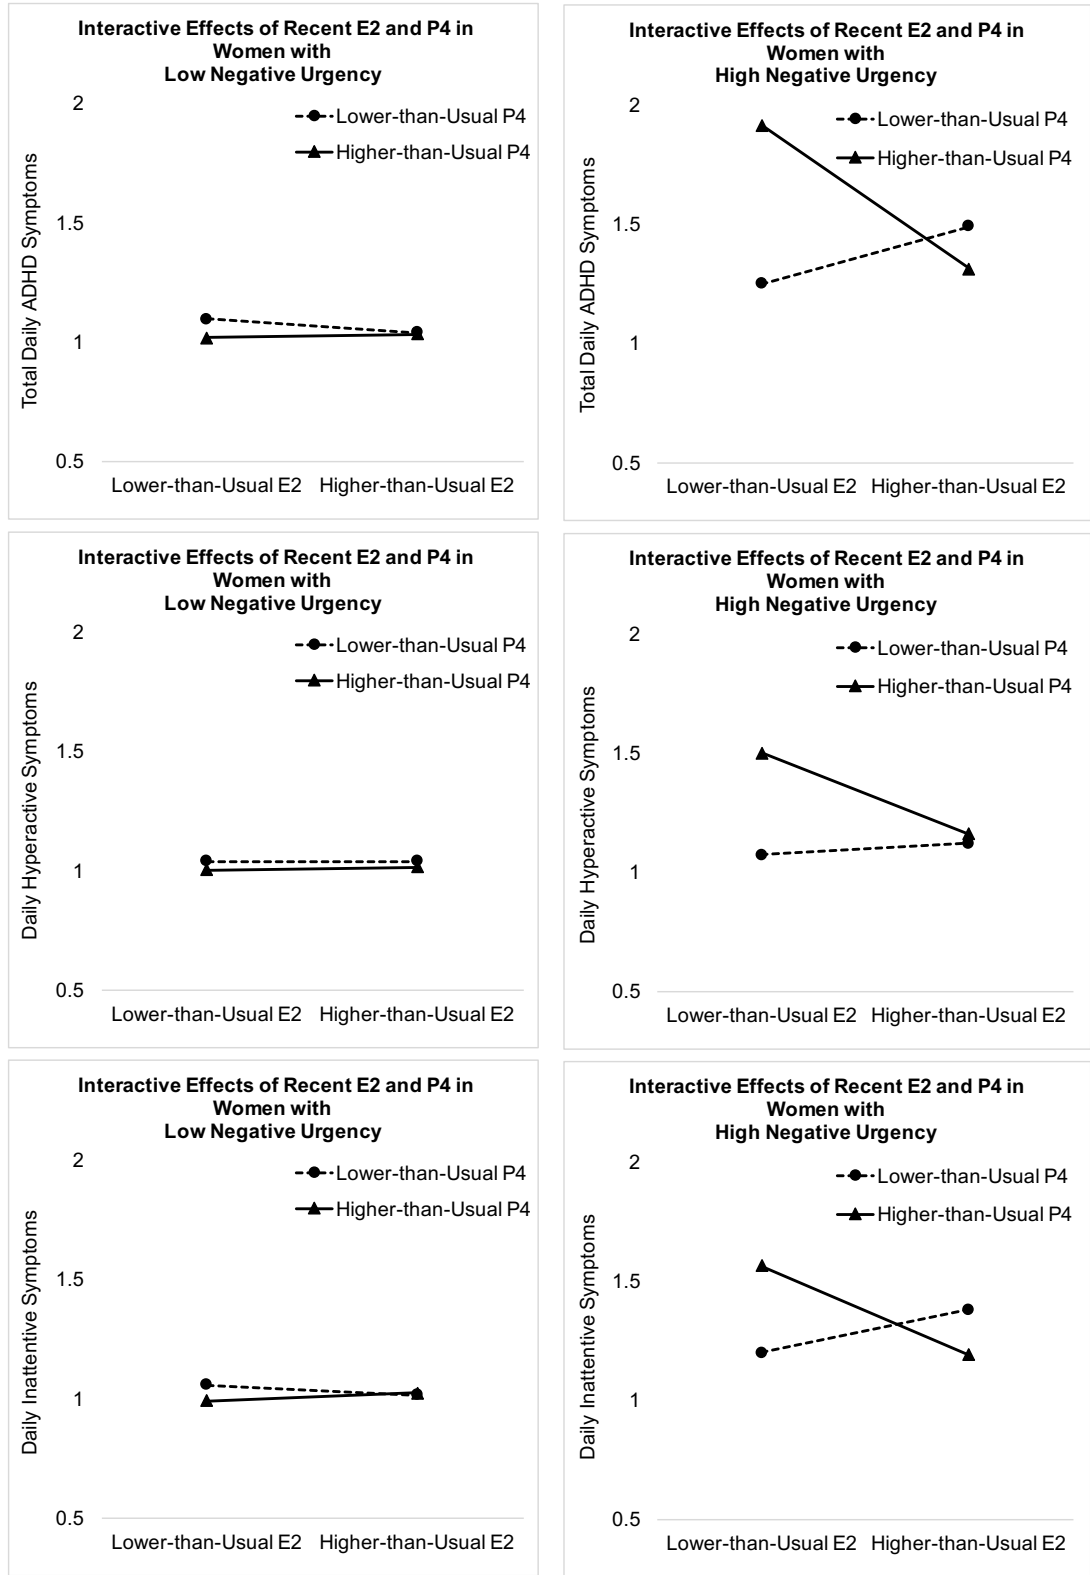 Interactive Effects of Recent E2 and P4 in
Women with
Low Negative Urgency
Lower-than-Usual P4
Higher-than-Usual P4
Total Daily ADHD Symptoms
2
1.5
1
0.5
Lower-than-Usual E2 Higher-than-Usual E2
Interactive Effects of Recent E2 and P4 in
Women with
High Negative Urgency
Lower-than-Usual P4
Higher-than-Usual P4
Total Daily ADHD Symptoms
2
1.5
1
0.5
Lower-than-Usual E2 Higher-than-Usual E2
Interactive Effects of Recent E2 and P4 in
Women with
Low Negative Urgency
Lower-than-Usual P4
Higher-than-Usual P4
Daily Hyperactive Symptoms
2
1.5
1
0.5
Lower-than-Usual E2 Higher-than-Usual E2
Interactive Effects of Recent E2 and P4 in
Women with
High Negative Urgency
Lower-than-Usual P4
Higher-than-Usual P4
Daily Hyperactive Symptoms
2
1.5
1
0.5
Lower-than-Usual E2 Higher-than-Usual E2
Interactive Effects of Recent E2 and P4 in
Women with
Low Negative Urgency
Lower-than-Usual P4
Higher-than-Usual P4
Daily Inattentive Symptoms
2
1.5
1
0.5
Lower-than-Usual E2 Higher-than-Usual E2
Interactive Effects of Recent E2 and P4 in
Women with
High Negative Urgency
Lower-than-Usual P4
Higher-than-Usual P4
Daily Inattentive Symptoms
2
1.5
1
0.5
Lower-than-Usual E2 Higher-than-Usual E2